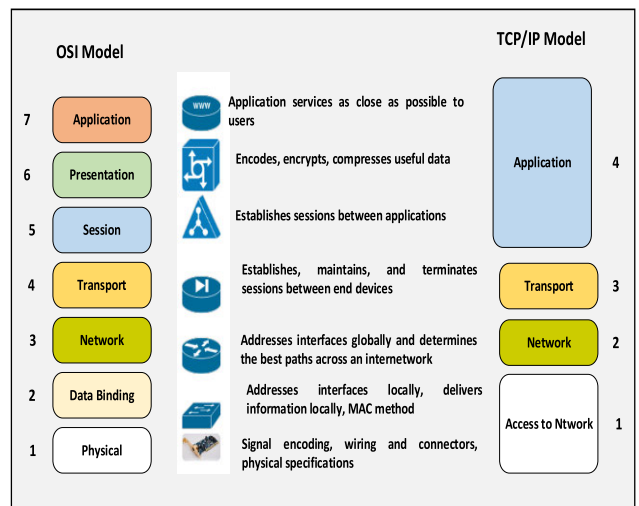 OSI Model
TCP/IP Model
7
Application
www
Application services as close as possible to
users
6
Presentation
Encodes, encrypts, compresses useful data
Application
4
5
Session
Establishes sessions between applications
4
Transport
Establishes, maintains, and terminates
sessions between end devices
Transport
3
3
Network
Addresses interfaces globally and determines
the best paths across an internetwork
Network
2
2
Data Binding
Addresses interfaces locally, delivers
information locally, MAC method
Access to Ntwork
1
1
Physical
Signal encoding, wiring and connectors,
physical specifications